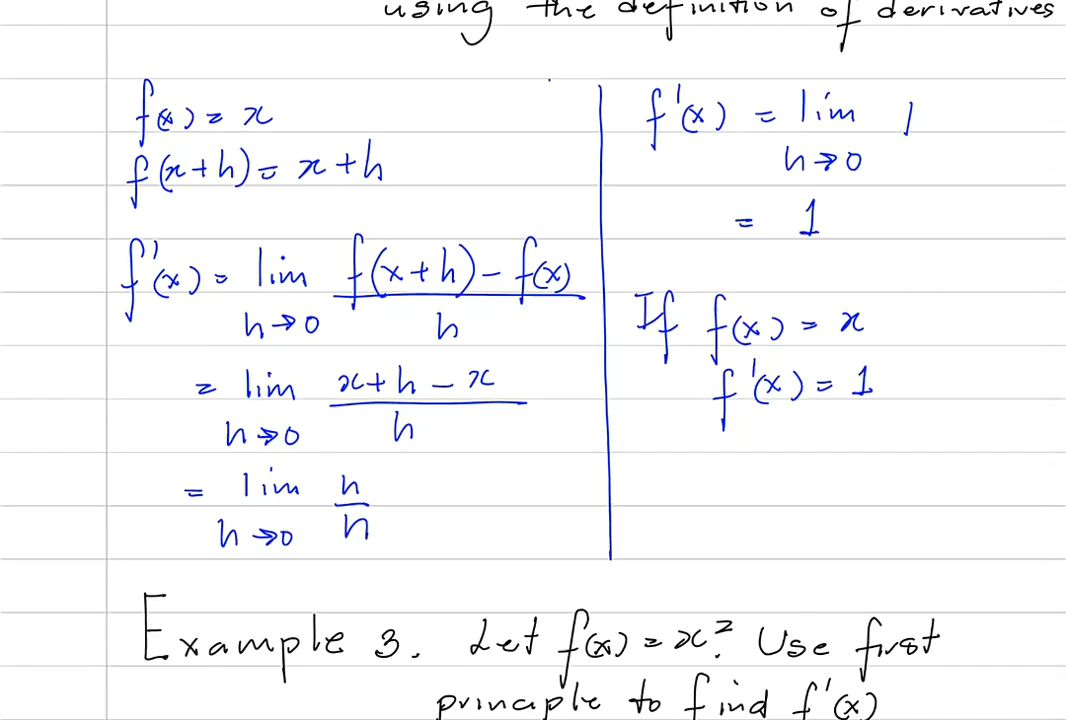 using the definition of derivatives
f(x) = x
f(x+h) = x+h
f'(x) = lim f(x+h) - f(x)
h→0 h
= lim x+h - x
h→0 h
= lim h
h→0 h
f'(x) = lim 1
h→0
= 1
If f(x) = x
f'(x) = 1
Example 3. Let f(x) = x². Use first
principle to find f'(x)